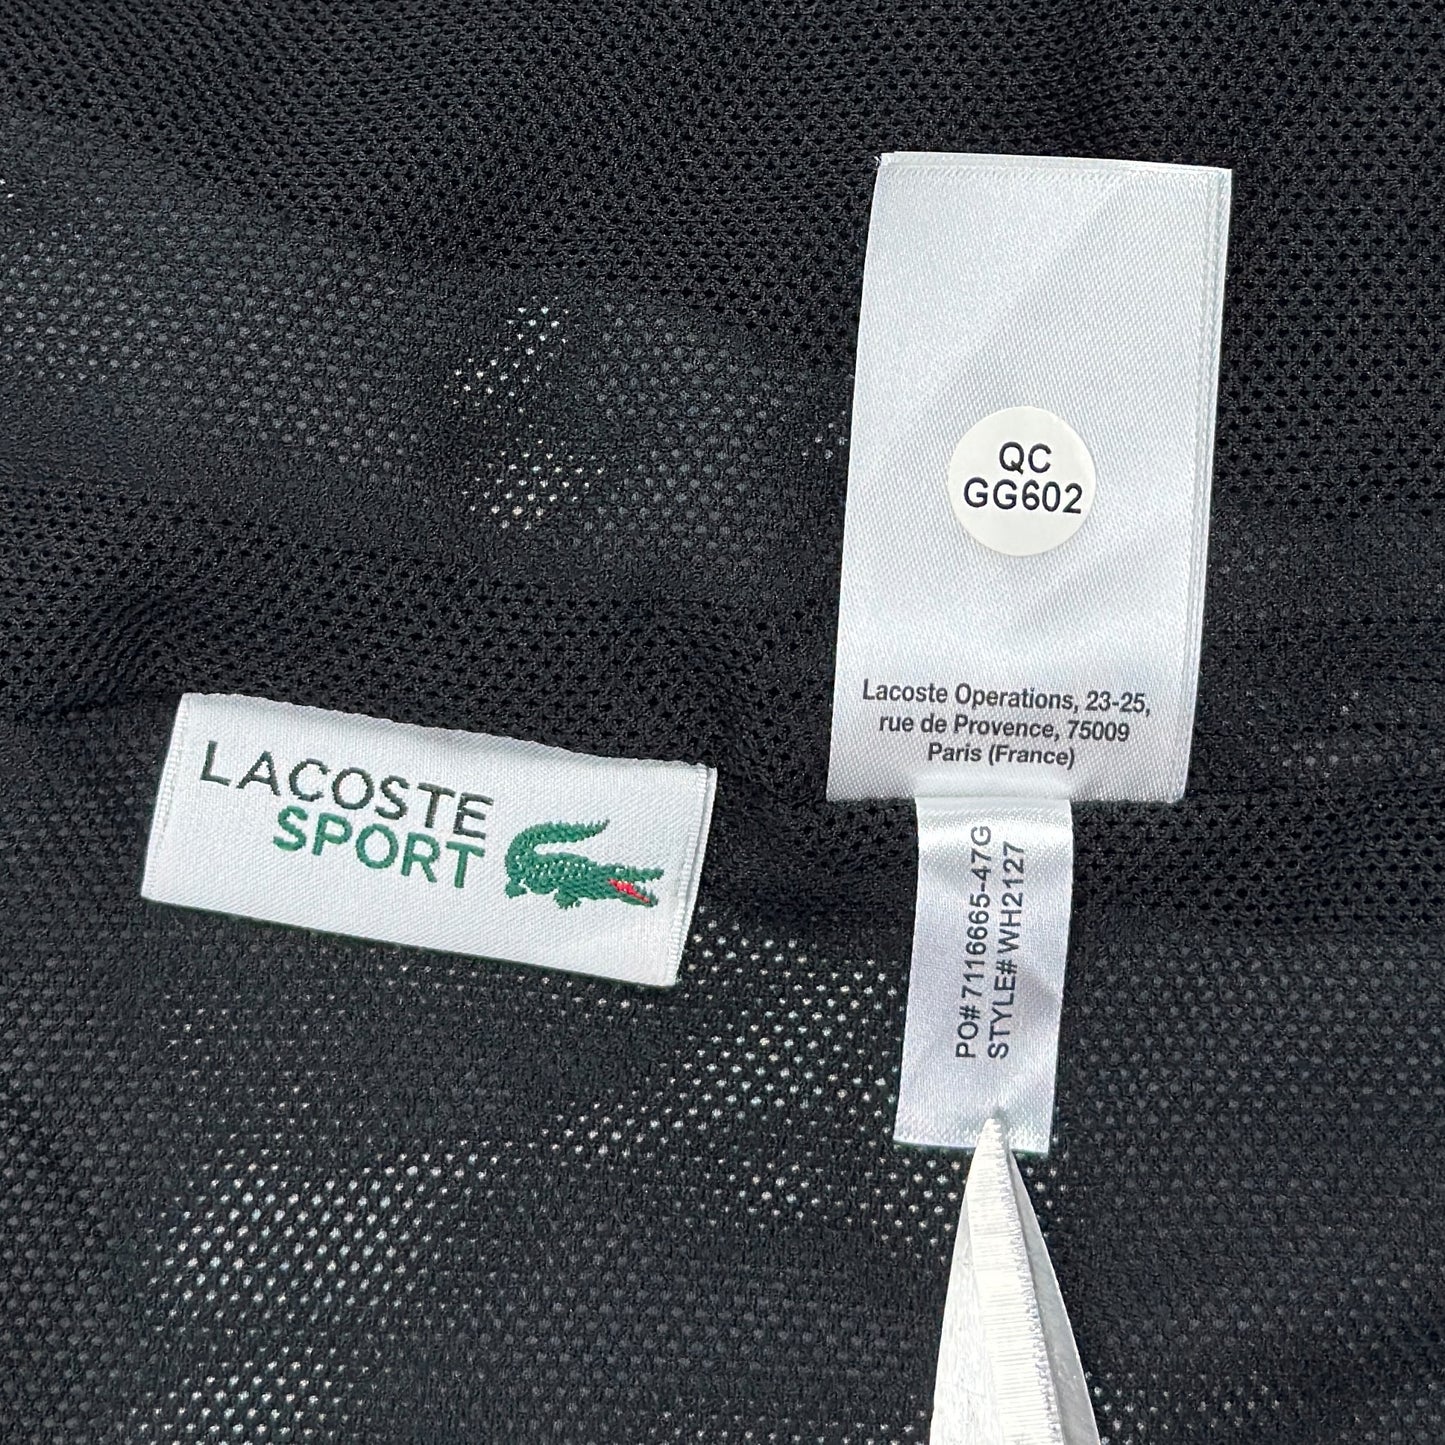 QC
GG602
Lacoste Operations, 23-25,
rue de Provence, 75009
Paris (France)
LACOSTE
SPORT
PO# 7116665-47G
STYLE# WH2127